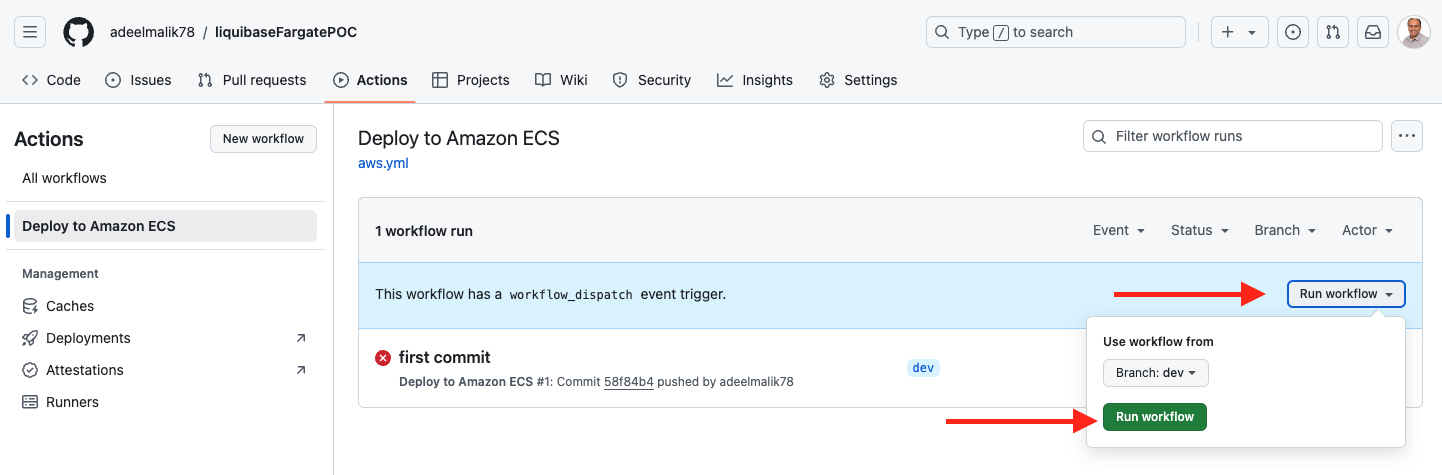 adeelmalik78 / liquibaseFargatePOC
Type / to search
Code Issues Pull requests Actions Projects Wiki Security Insights Settings
Actions
New workflow
All workflows
Deploy to Amazon ECS
Management
Caches
Deployments
Attestations
Runners
Deploy to Amazon ECS
aws.yml
Filter workflow runs
1 workflow run
Event Status Branch Actor
This workflow has a workflow_dispatch event trigger.
Run workflow
first commit
Deploy to Amazon ECS #1: Commit 58f84b4 pushed by adeelmalik78
dev
Use workflow from
Branch: dev
Run workflow